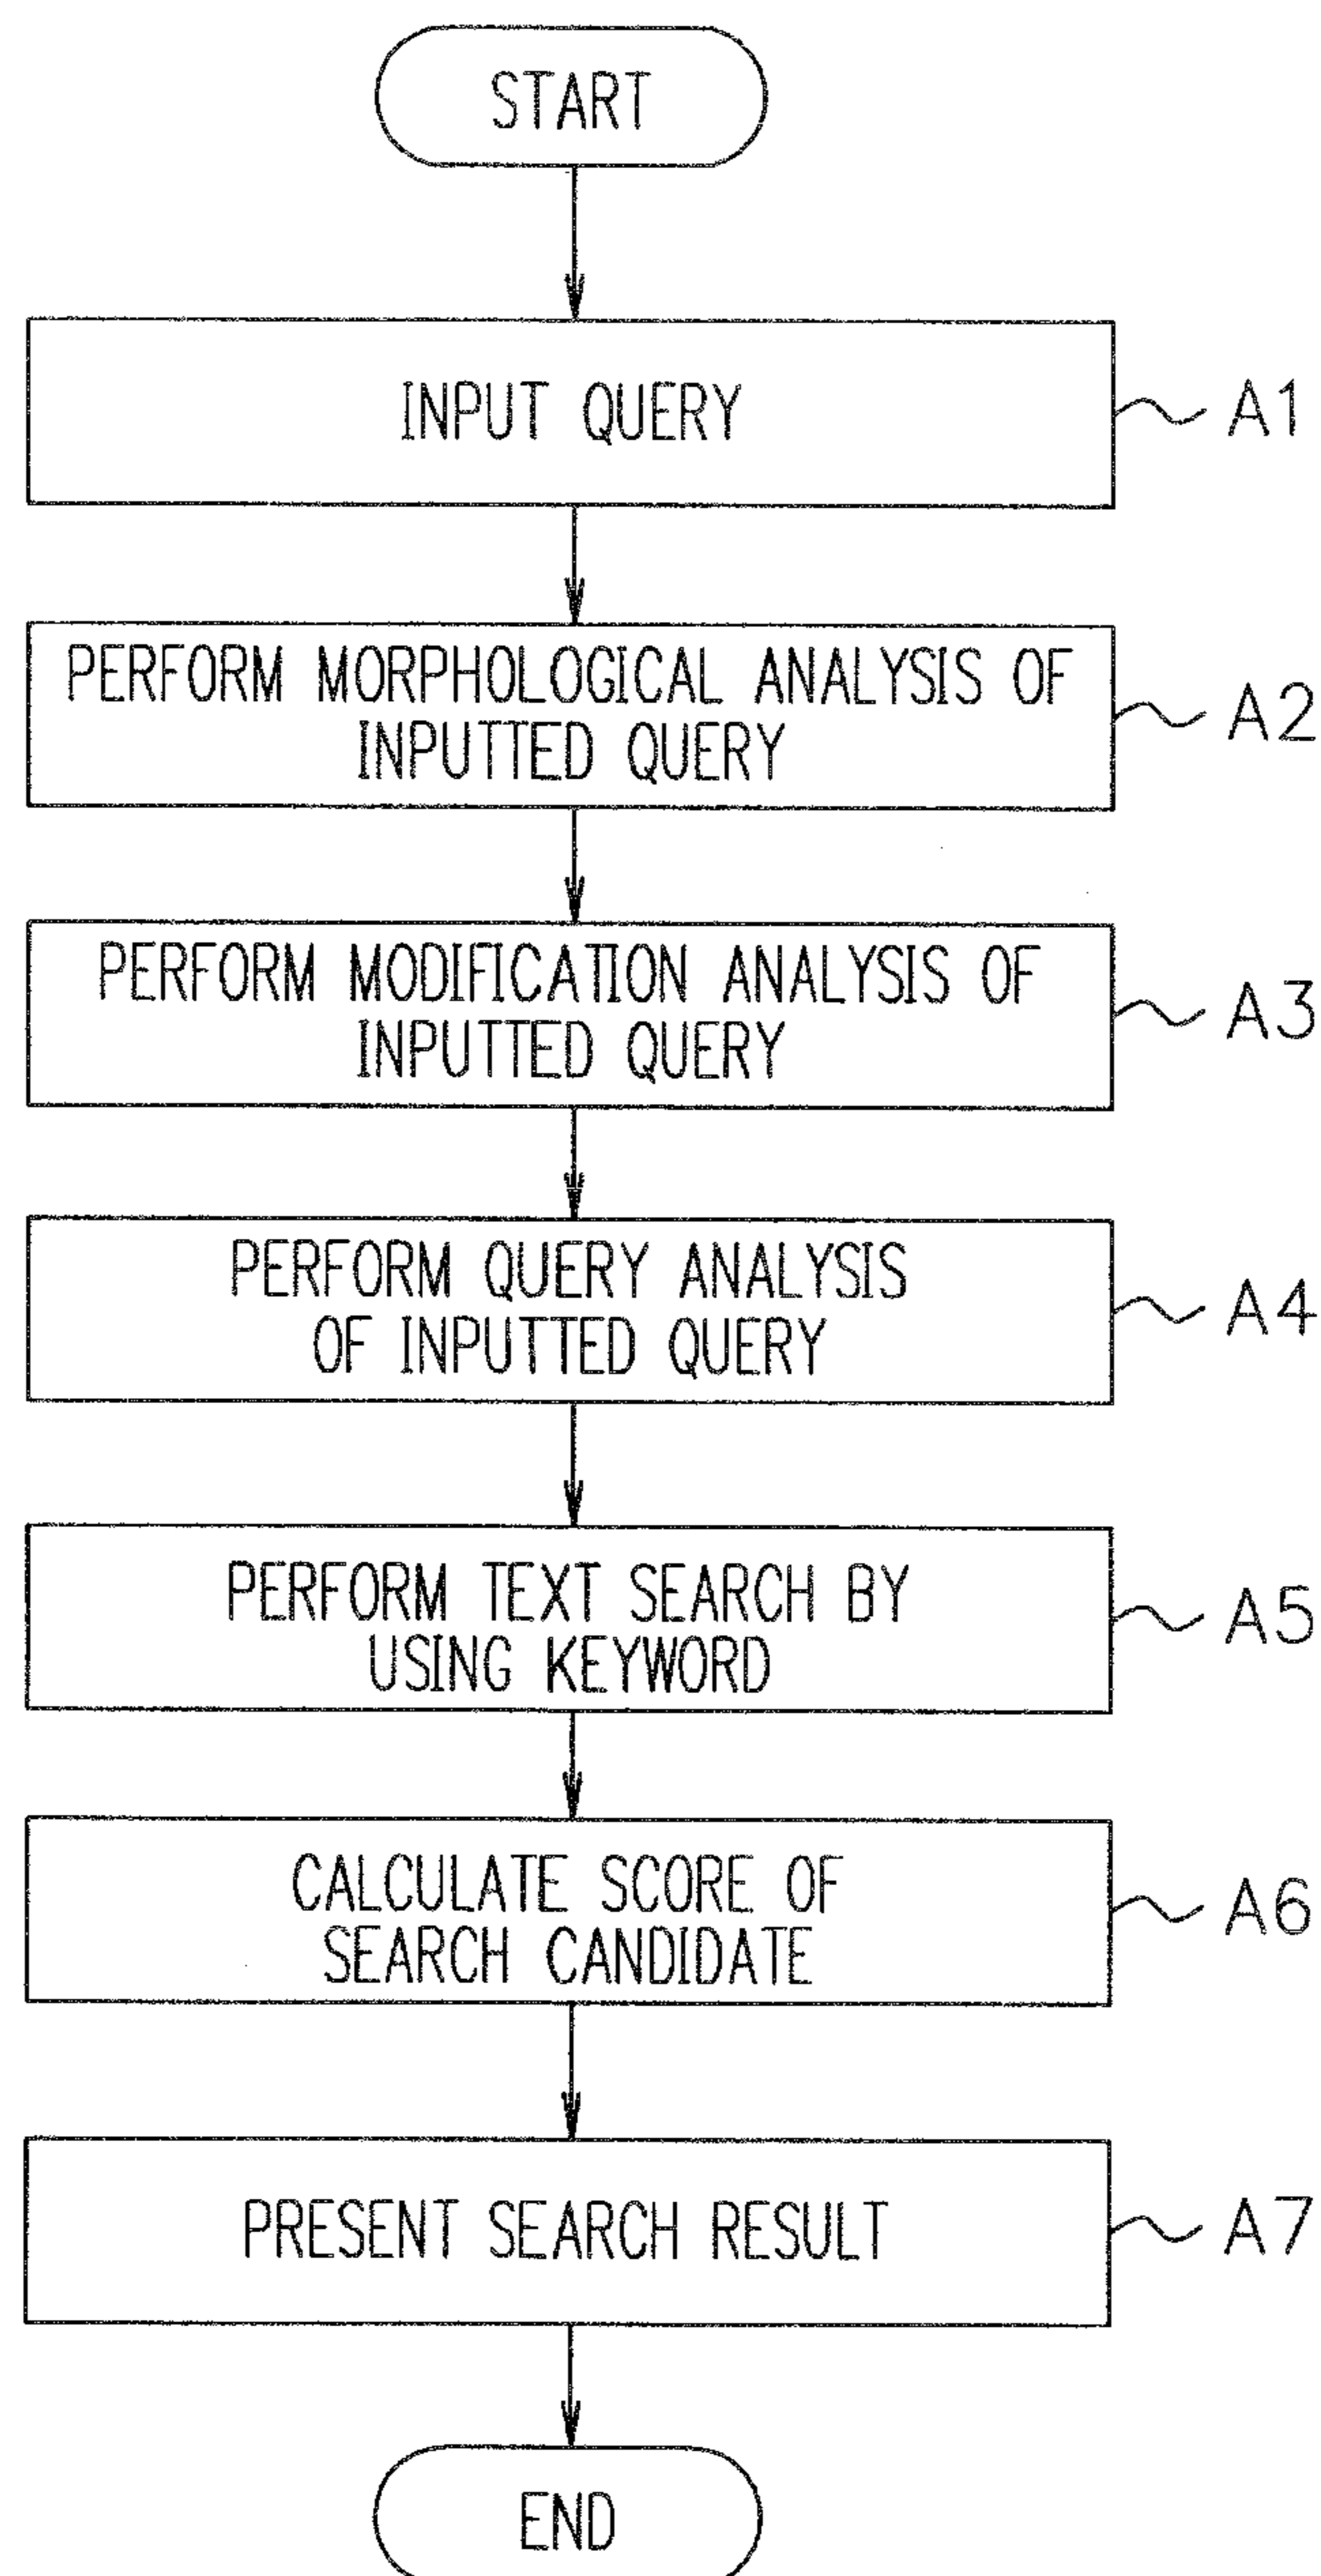 START
INPUT QUERY
A1
PERFORM MORPHOLOGICAL ANALYSIS OF
INPUTTED QUERY
A2
PERFORM MODIFICATION ANALYSIS OF
INPUTTED QUERY
A3
PERFORM QUERY ANALYSIS
OF INPUTTED QUERY
A4
PERFORM TEXT SEARCH BY
USING KEYWORD
A5
CALCULATE SCORE OF
SEARCH CANDIDATE
A6
PRESENT SEARCH RESULT
A7
END